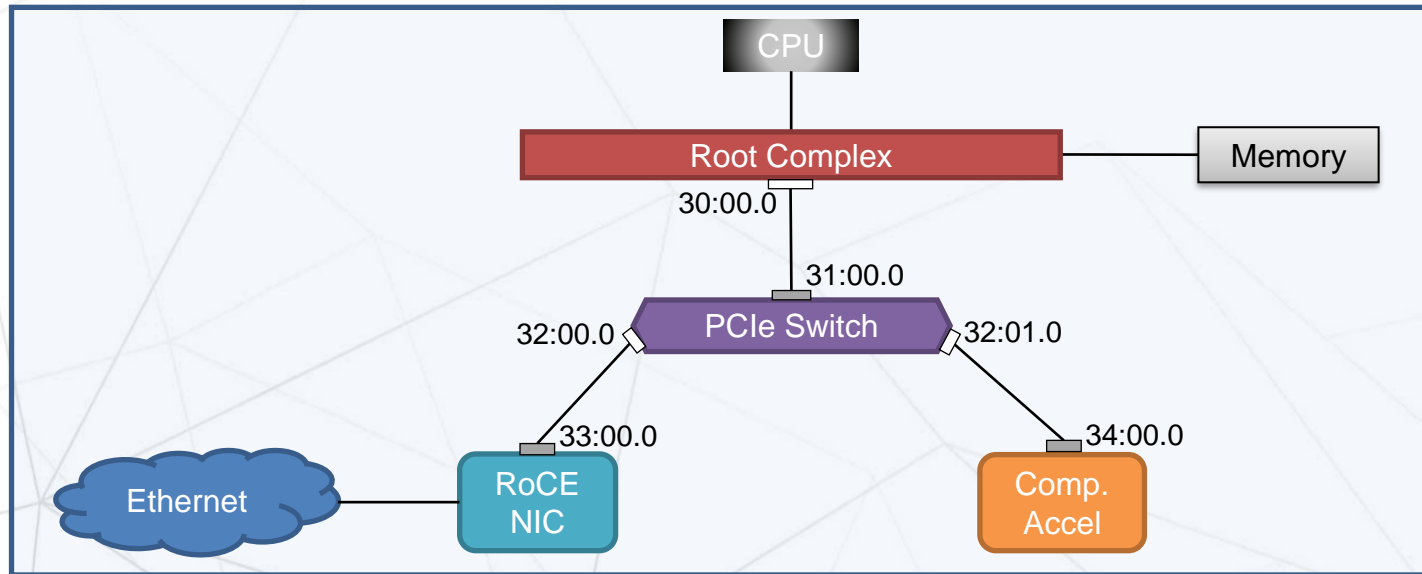 CPU
Root Complex
Memory
30:00.0
31:00.0
PCIe Switch
32:00.0
32:01.0
33:00.0
34:00.0
Ethernet
RoCE
NIC
Comp.
Accel